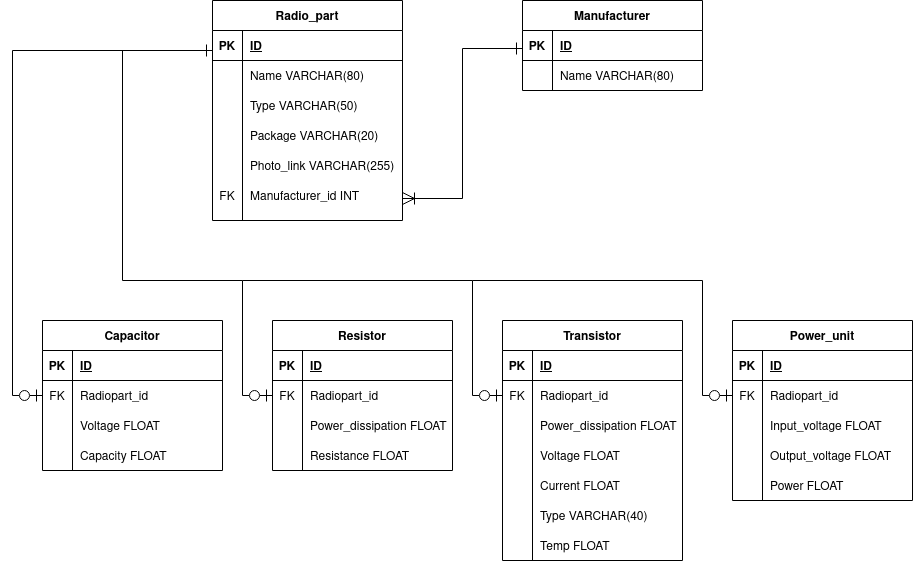 Radio_part
PK ID
Name VARCHAR(80)
Type VARCHAR(50)
Package VARCHAR(20)
Photo_link VARCHAR(255)
FK Manufacturer_id INT
Manufacturer
PK ID
Name VARCHAR(80)
Capacitor
PK ID
FK Radiopart_id
Voltage FLOAT
Capacity FLOAT
Resistor
PK ID
FK Radiopart_id
Power_dissipation FLOAT
Resistance FLOAT
Transistor
PK ID
FK Radiopart_id
Power_dissipation FLOAT
Voltage FLOAT
Current FLOAT
Type VARCHAR(40)
Temp FLOAT
Power_unit
PK ID
FK Radiopart_id
Input_voltage FLOAT
Output_voltage FLOAT
Power FLOAT